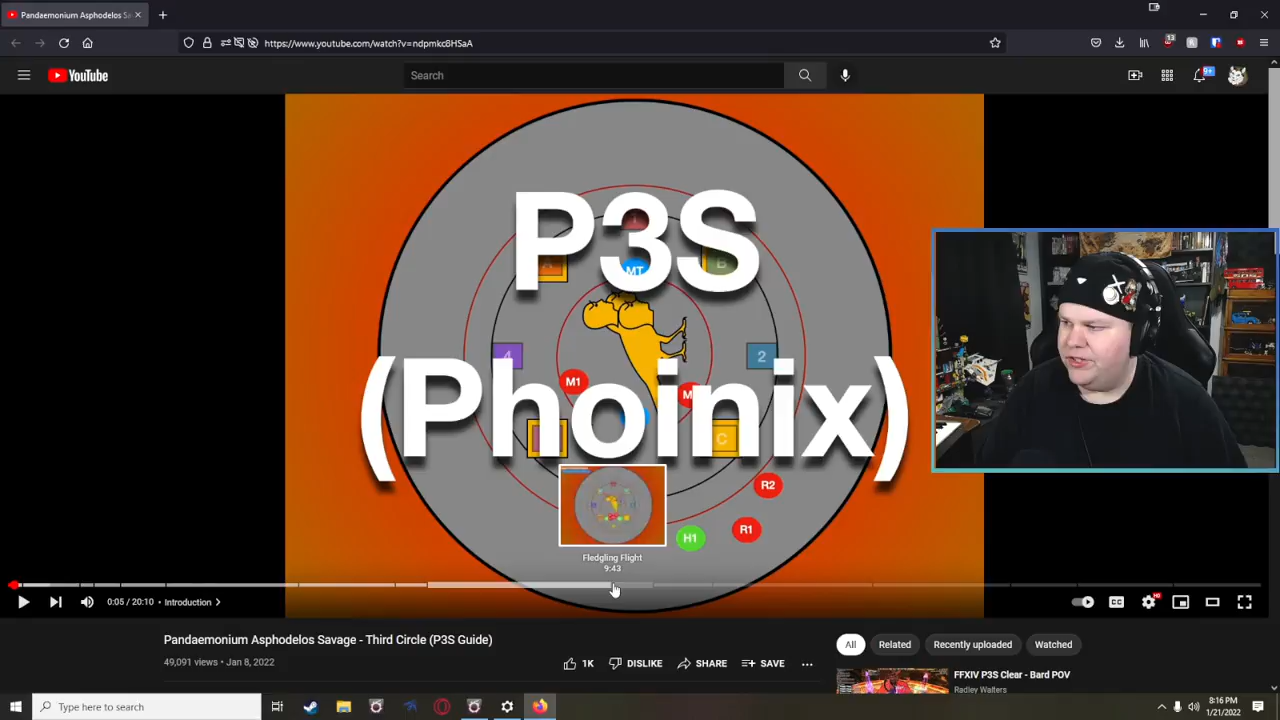 Pandaemonium Asphodelos Sa
https://www.youtube.com/watch?v=ndpmkc8HSaA
YouTube
Search
9+
P3S
A
MT
B
4
2
(Phoinix)
M1
C
R2
H1
R1
Fledgling Flight
9:43
0:05 / 20:10 · Introduction
CC
HD
Pandaemonium Asphodelos Savage - Third Circle (P3S Guide)
49,091 views • Jan 8, 2022
1K
DISLIKE
SHARE
SAVE
All
Related
Recently uploaded
Watched
FFXIV P3S Clear - Bard POV
Radley Walters
Type here to search
8:16 PM
1/21/2022